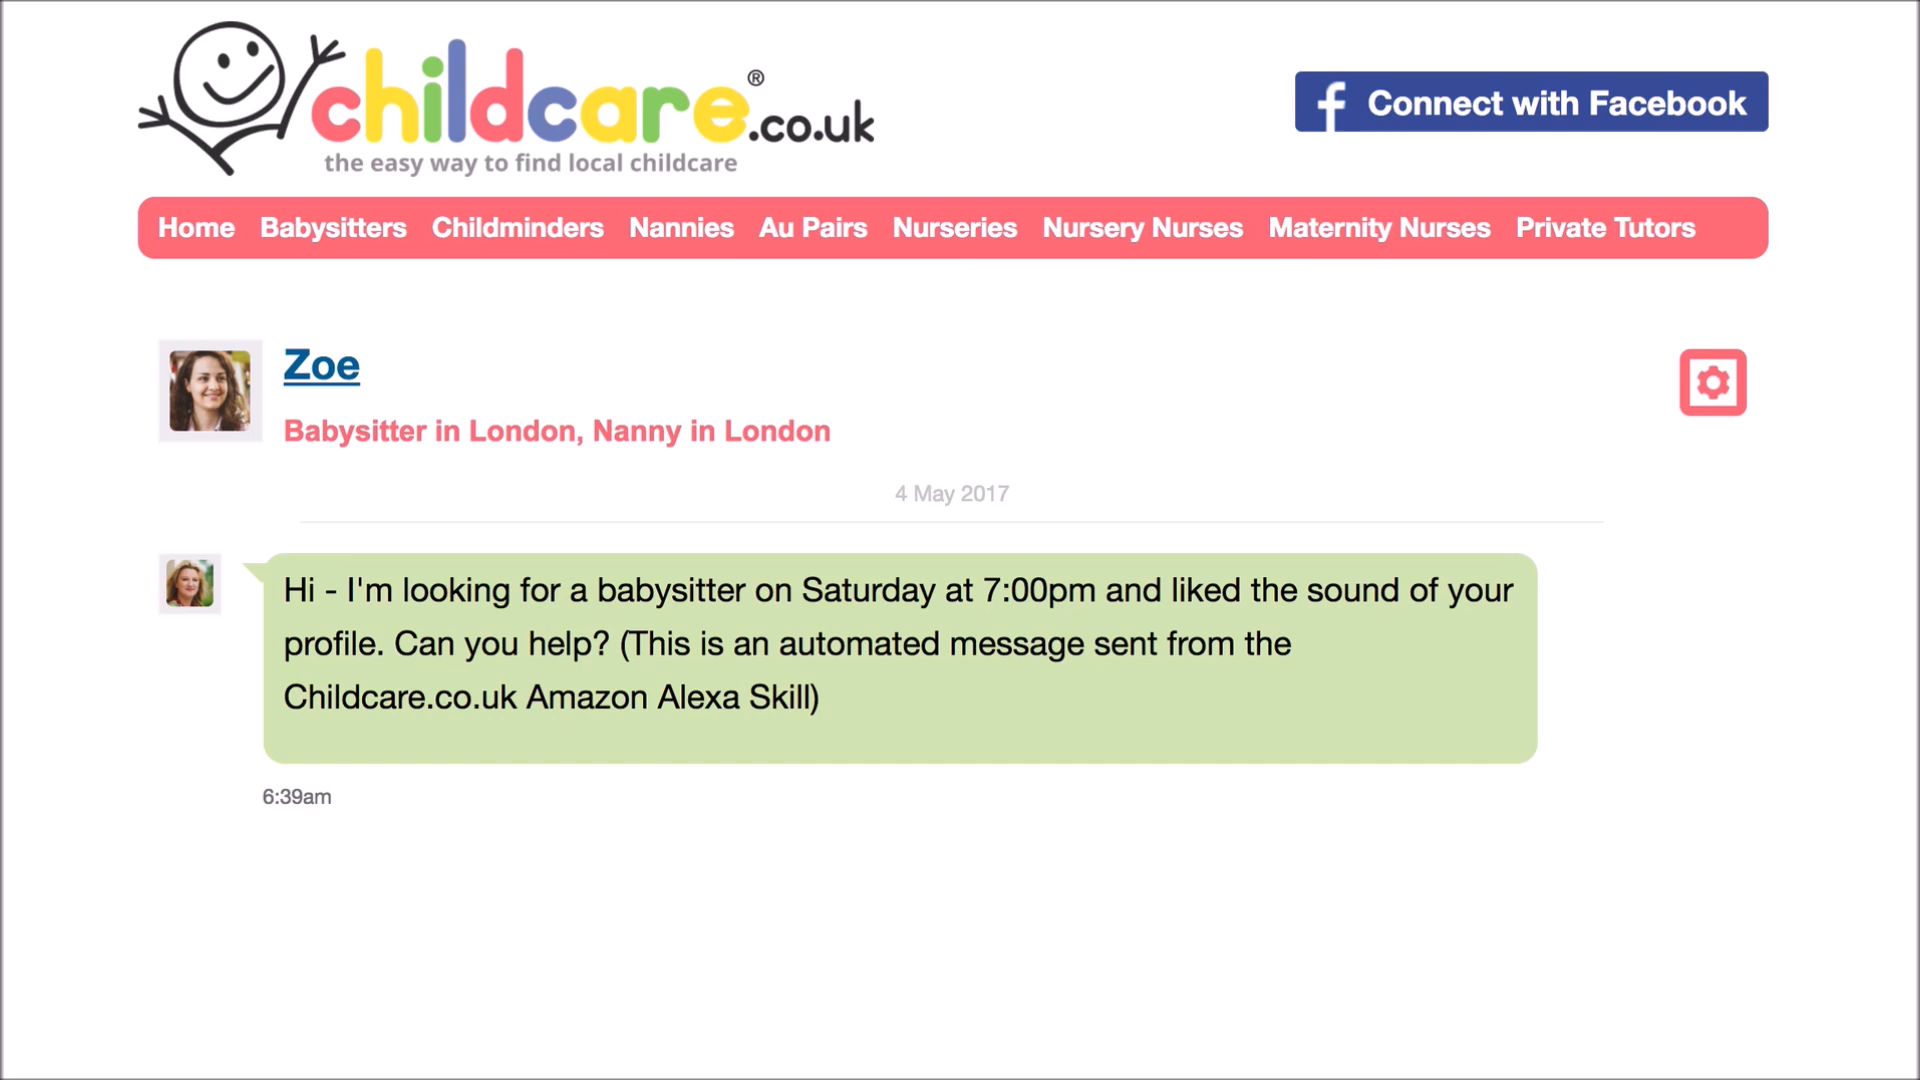 childcare®.co.uk
the easy way to find local childcare
f Connect with Facebook
Home Babysitters Childminders Nannies Au Pairs Nurseries Nursery Nurses Maternity Nurses Private Tutors
Zoe
Babysitter in London, Nanny in London
4 May 2017
Hi - I'm looking for a babysitter on Saturday at 7:00pm and liked the sound of your
profile. Can you help? (This is an automated message sent from the
Childcare.co.uk Amazon Alexa Skill)
6:39am